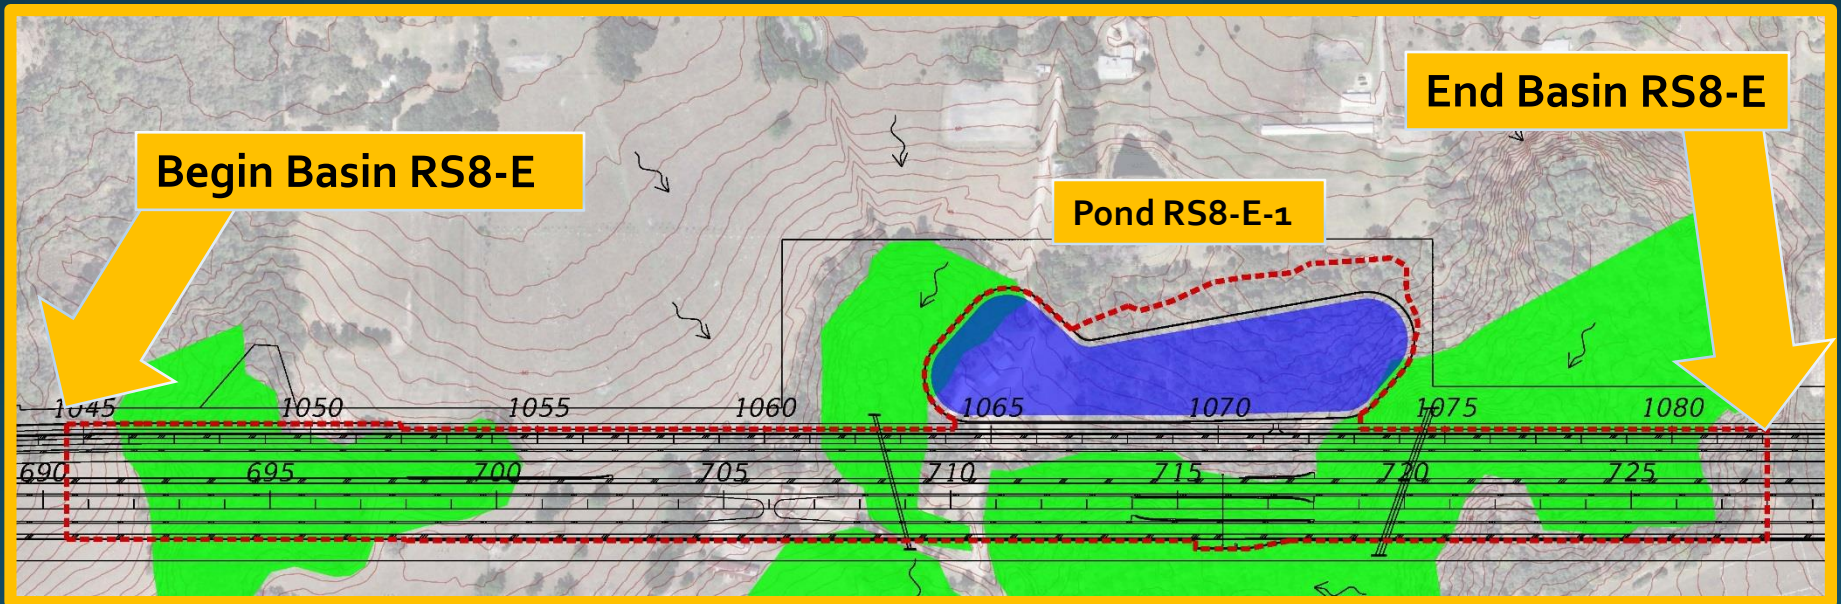 End Basin RS8-E
Begin Basin RS8-E
Pond RS8-E-1
1045 1050 1055 1060 1065 1070 1075 1080
690 695 700 705 710 715 720 725